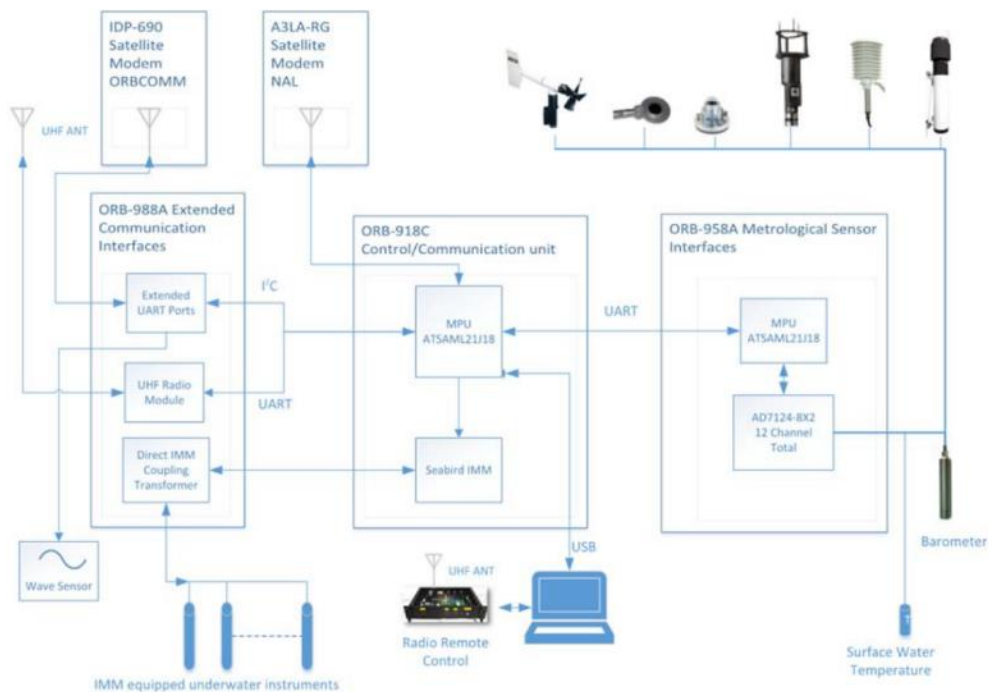 IDP-690
Satellite
Modem
ORBCOMM
A3LA-RG
Satellite
Modem
NAL
UHF ANT
ORB-988A Extended
Communication
Interfaces
ORB-918C
Control/Communication unit
ORB-958A Metrological Sensor
Interfaces
Extended
UART Ports
I²C
MPU
ATSAML21J18
UART
MPU
ATSAML21J18
UHF Radio
Module
UART
AD7124-8X2
12 Channel
Total
Direct IMM
Coupling
Transformer
Seabird IMM
Barometer
USB
Wave Sensor
UHF ANT
Radio Remote
Control
Surface Water
Temperature
IMM equipped underwater instruments